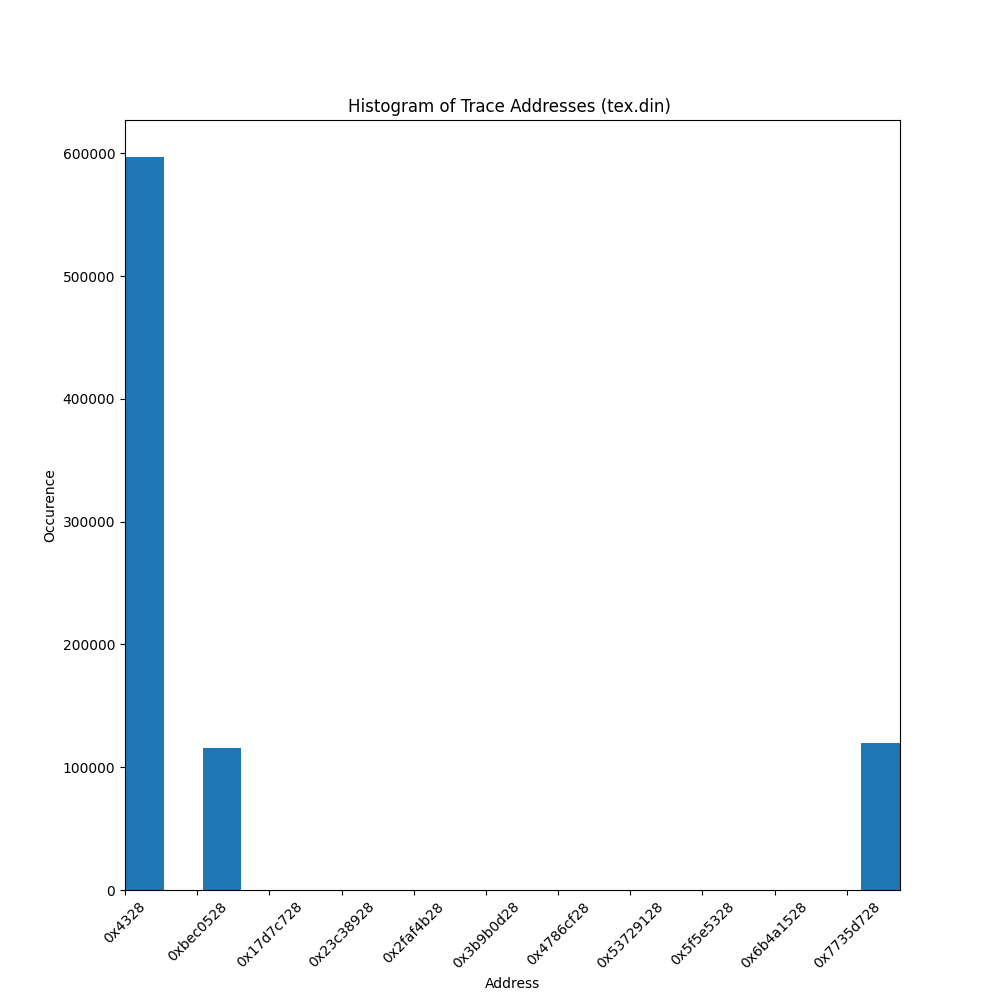 Histogram of Trace Addresses (tex.din)
600000
500000
400000
300000
200000
100000
0
Occurence
0x4328
0xbec0528
0x17d7c728
0x23c38928
0x2faf4b28
0x3b9b0d28
0x4786cf28
0x53729128
0x5f5e5328
0x6b4a1528
0x7735d728
Address